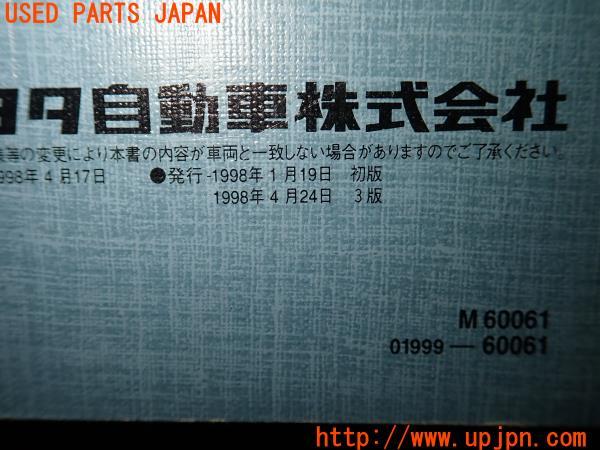 USED PARTS JAPAN
ヨタ自動車株式会社
等の変更により本書の内容が車両と一致しない場合がありますのでご了承ください。
1998年4月17日 ●発行-1998年1月19日 初版
1998年4月24日 3版
M 60061
01999―60061
http://www.upjpn.com